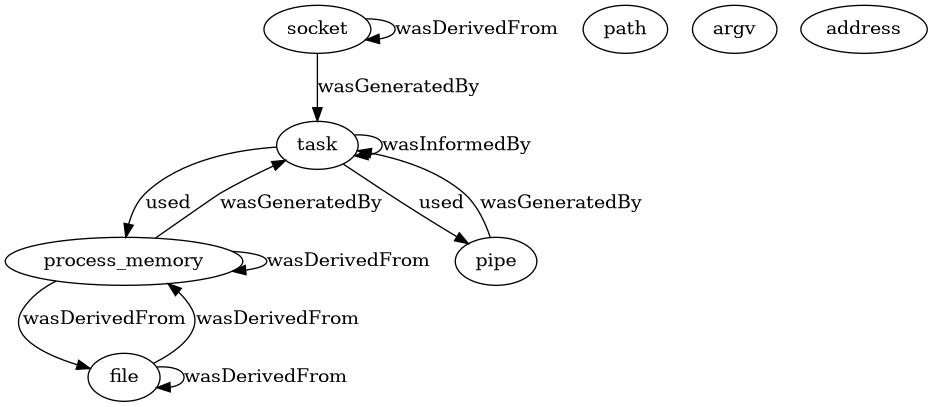 socket
wasDerivedFrom
path
argv
address
wasGeneratedBy
task
wasInformedBy
used
wasGeneratedBy
used
wasGeneratedBy
process_memory
wasDerivedFrom
pipe
wasDerivedFrom
wasDerivedFrom
file
wasDerivedFrom